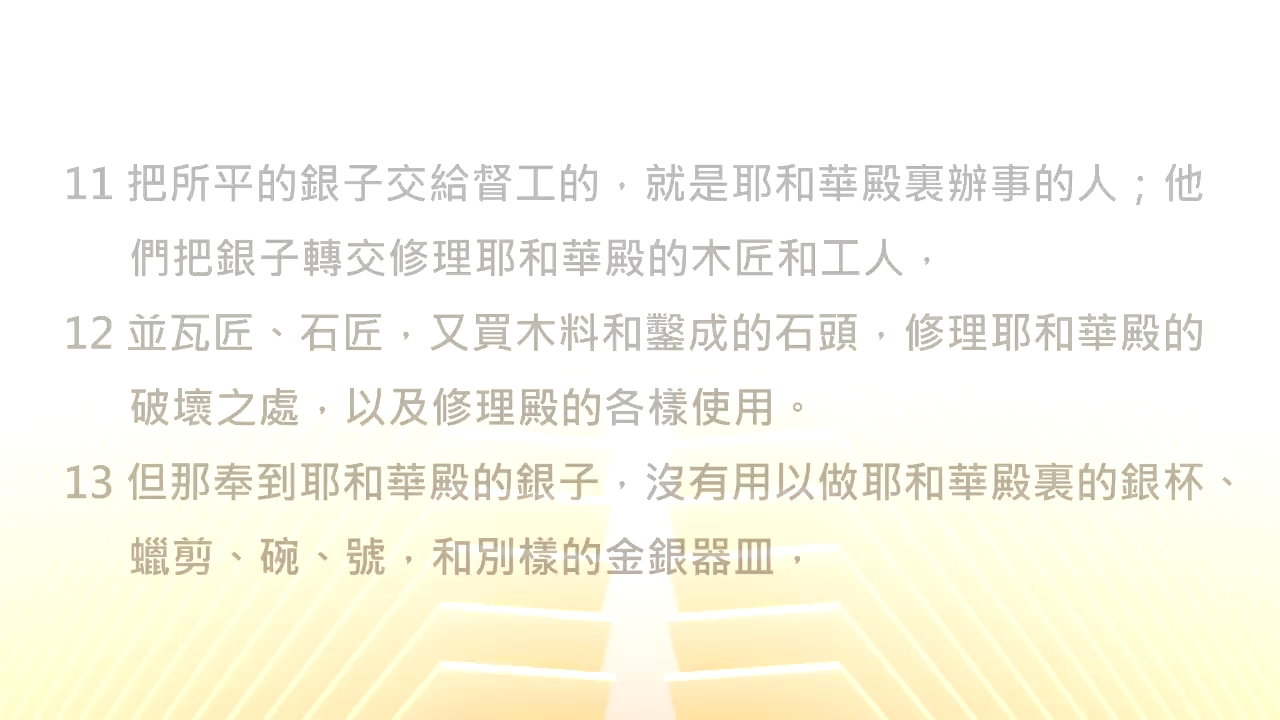 11 把所平的銀子交給督工的，就是耶和華殿裏辦事的人；他
們把銀子轉交修理耶和華殿的木匠和工人，
12 並瓦匠、石匠，又買木料和鑿成的石頭，修理耶和華殿的
破壞之處，以及修理殿的各樣使用。
13 但那奉到耶和華殿的銀子，沒有用以做耶和華殿裏的銀杯、
蠟剪、碗、號，和別樣的金銀器皿，